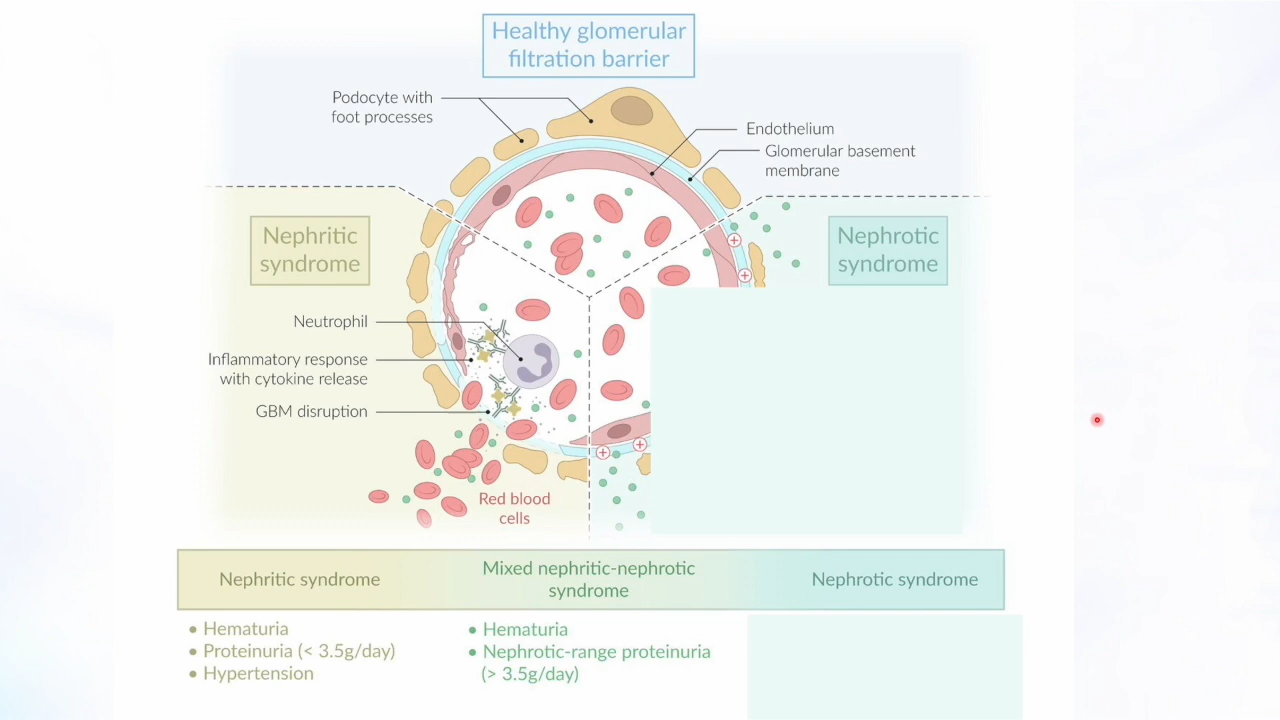 Healthy glomerular
filtration barrier
Podocyte with
foot processes
Endothelium
Glomerular basement
membrane
Nephritic
syndrome
Nephrotic
syndrome
Neutrophil
Inflammatory response
with cytokine release
GBM disruption
Red blood
cells
Nephritic syndrome
Mixed nephritic-nephrotic
syndrome
Nephrotic syndrome
• Hematuria
• Proteinuria (< 3.5g/day)
• Hypertension
• Hematuria
• Nephrotic-range proteinuria
(> 3.5g/day)